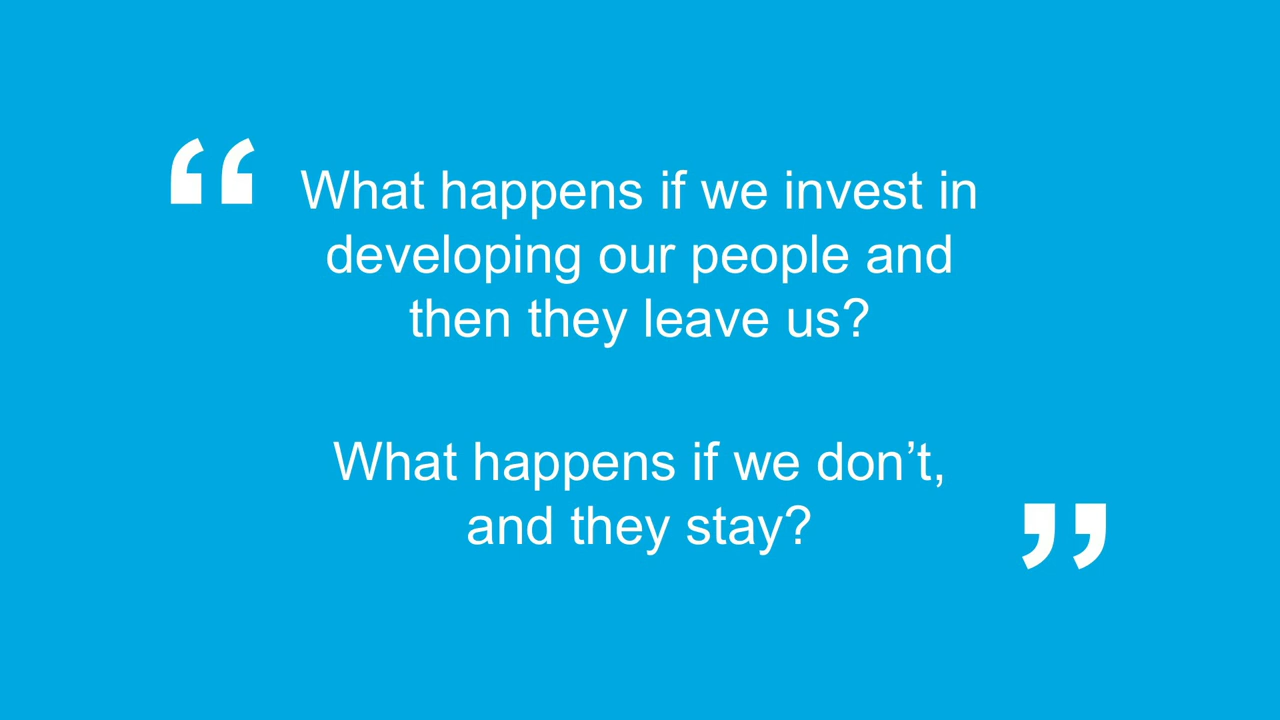 “ What happens if we invest in
developing our people and
then they leave us?
What happens if we don’t,
and they stay? ”